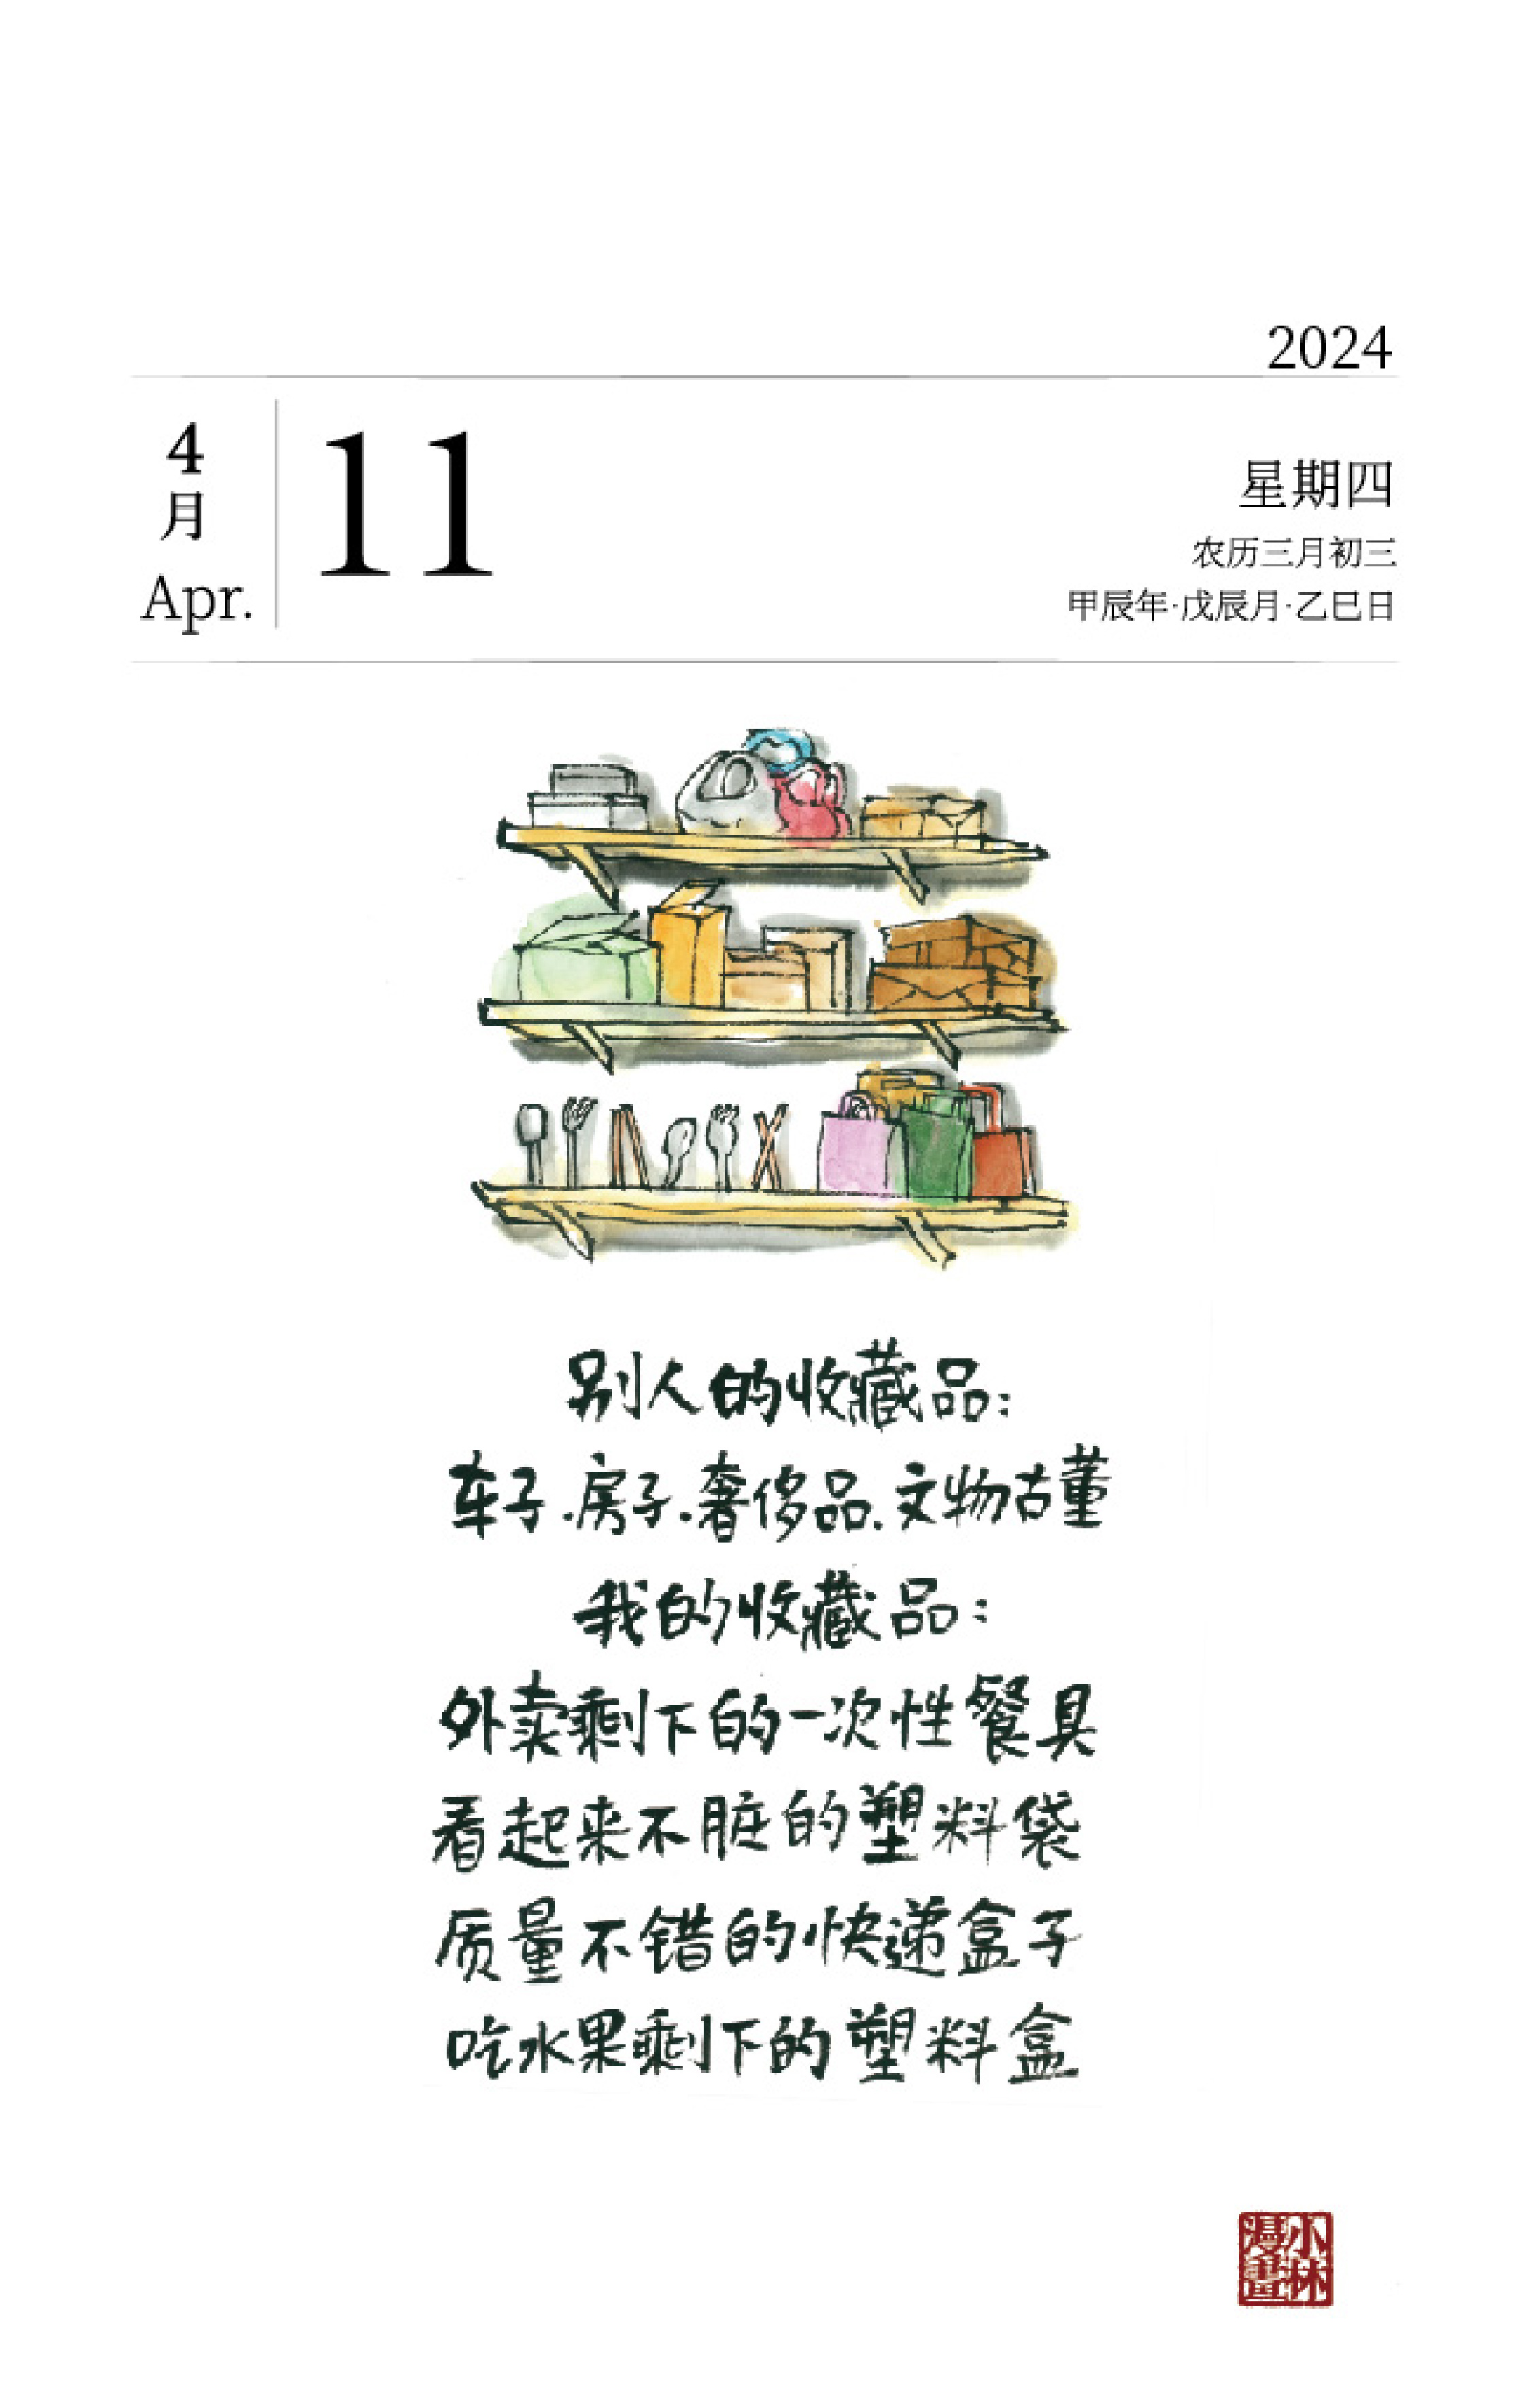 2024
4
月
Apr.
11
星期四
农历三月初三
甲辰年·戊辰月·乙巳日
别人的收藏品：
车子.房子.奢侈品.文物古董
我的收藏品：
外卖剩下的一次性餐具
看起来不脏的塑料袋
质量不错的快递盒子
吃水果剩下的塑料盒
小林
漫画